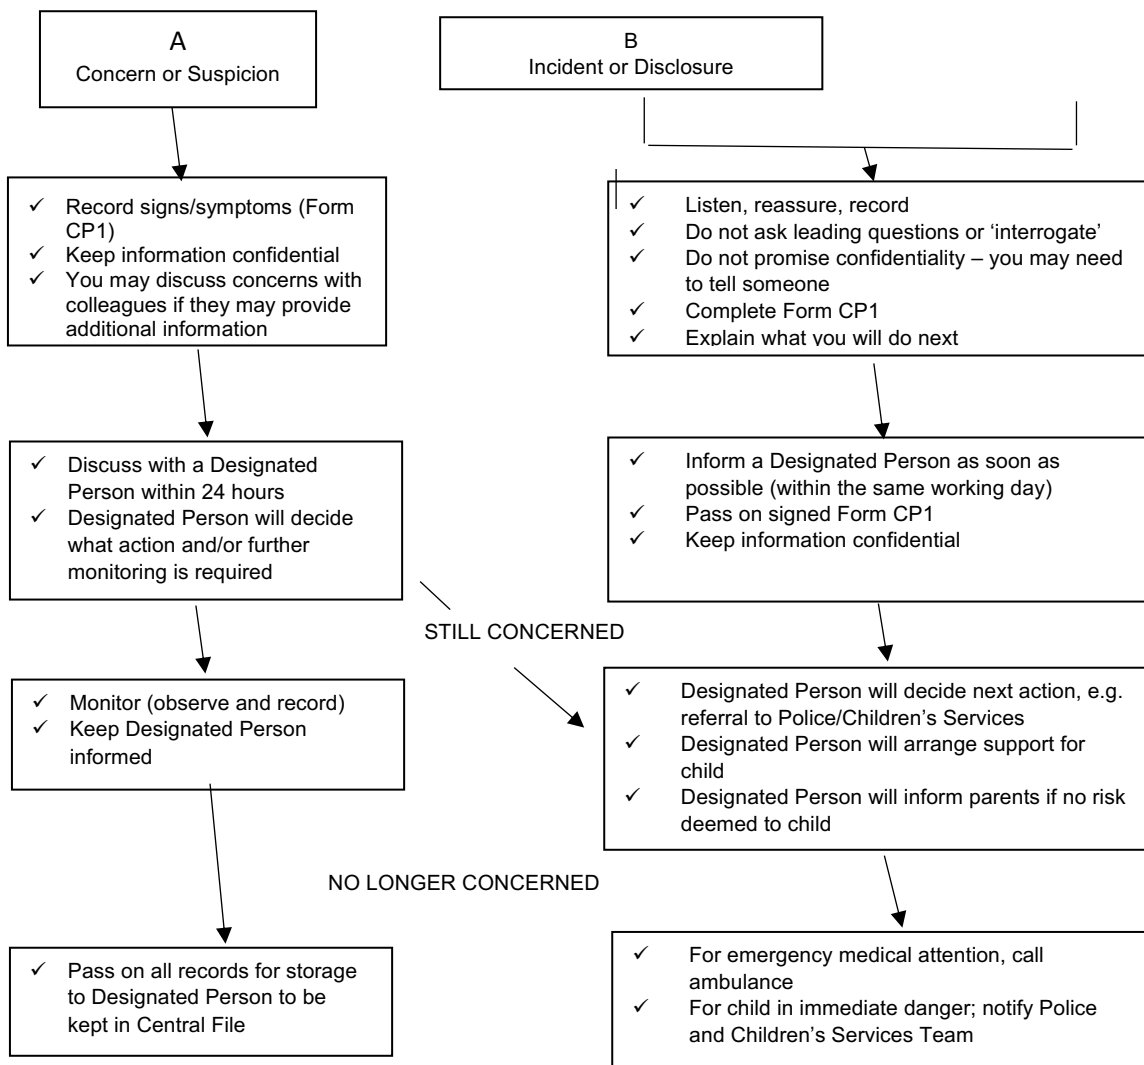 A
Concern or Suspicion
B
Incident or Disclosure
✓ Record signs/symptoms (Form
CP1)
✓ Keep information confidential
✓ You may discuss concerns with
colleagues if they may provide
additional information
✓ Listen, reassure, record
✓ Do not ask leading questions or ‘interrogate’
✓ Do not promise confidentiality – you may need
to tell someone
✓ Complete Form CP1
✓ Explain what you will do next
✓ Discuss with a Designated
Person within 24 hours
✓ Designated Person will decide
what action and/or further
monitoring is required
✓ Inform a Designated Person as soon as
possible (within the same working day)
✓ Pass on signed Form CP1
✓ Keep information confidential
STILL CONCERNED
✓ Monitor (observe and record)
✓ Keep Designated Person
informed
✓ Designated Person will decide next action, e.g.
referral to Police/Children’s Services
✓ Designated Person will arrange support for
child
✓ Designated Person will inform parents if no risk
deemed to child
NO LONGER CONCERNED
✓ Pass on all records for storage
to Designated Person to be
kept in Central File
✓ For emergency medical attention, call
ambulance
✓ For child in immediate danger; notify Police
and Children’s Services Team